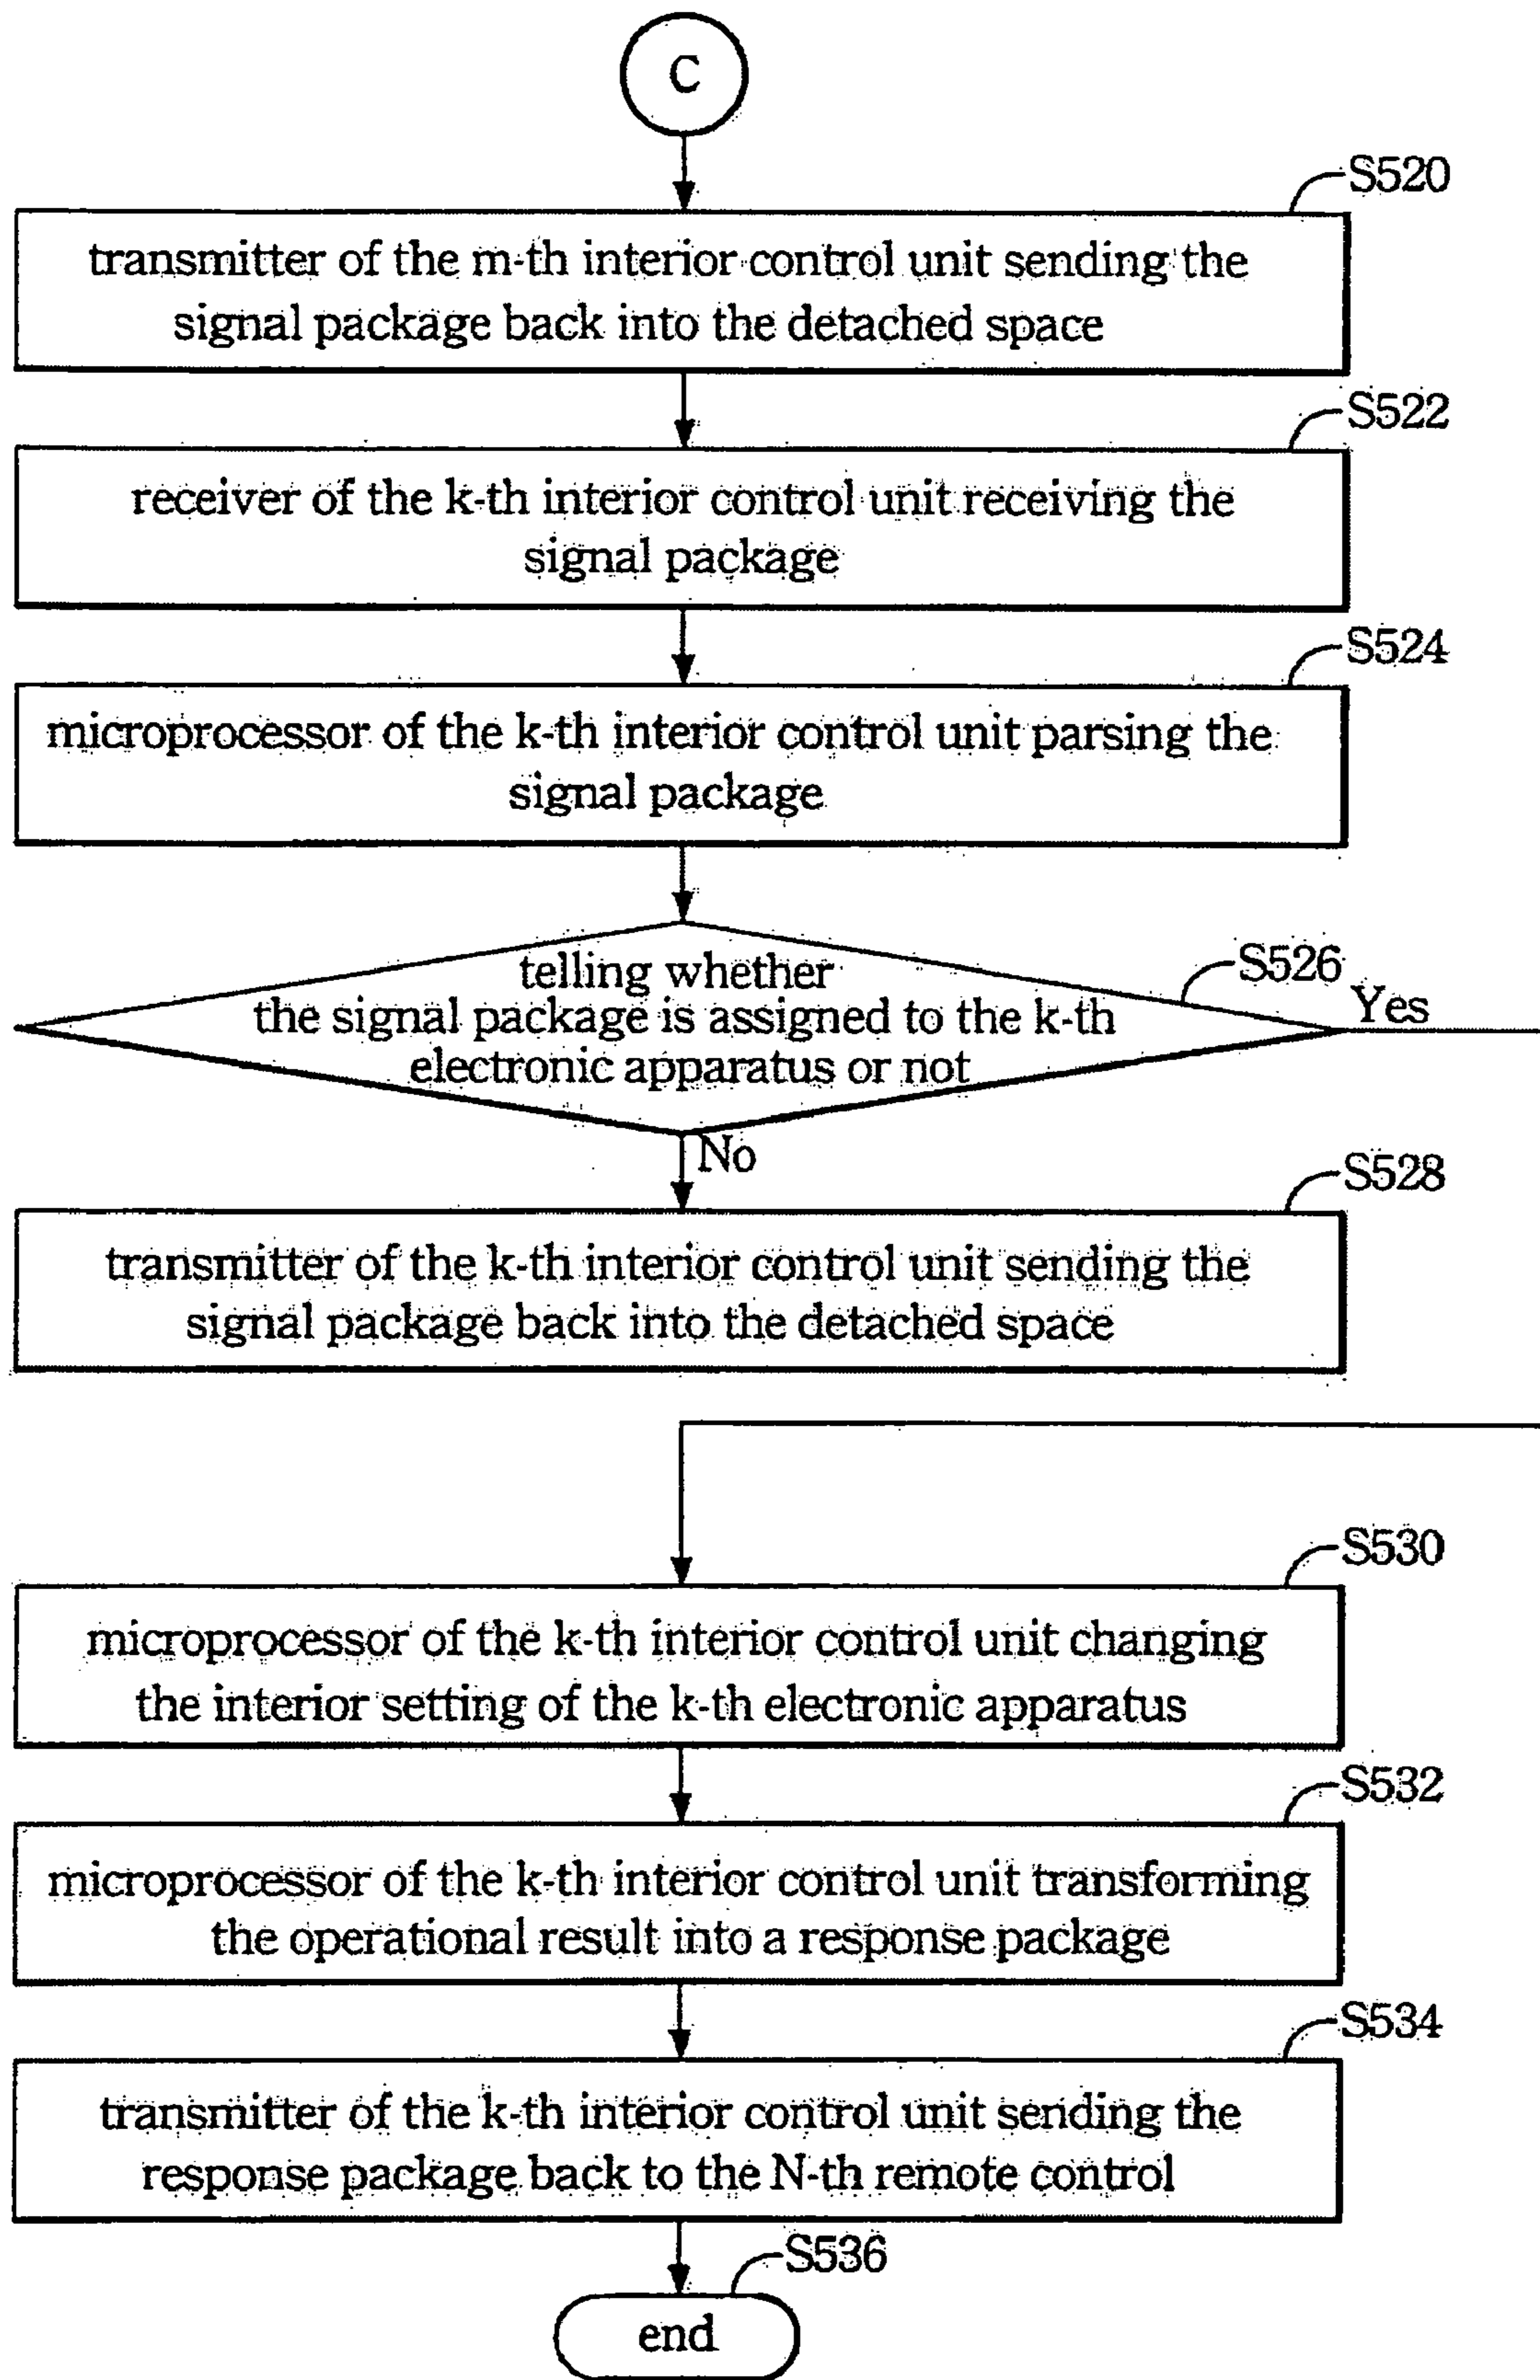 C
S520
transmitter of the m-th interior control unit sending the
signal package back into the detached space
S522
receiver of the k-th interior control unit receiving the
signal package
S524
microprocessor of the k-th interior control unit parsing the
signal package
telling whether
S526
Yes
the signal package is assigned to the k-th
electronic apparatus or not
No
S528
transmitter of the k-th interior control unit sending the
signal package back into the detached space
S530
microprocessor of the k-th interior control unit changing
the interior setting of the k-th electronic apparatus
S532
microprocessor of the k-th interior control unit transforming
the operational result into a response package
S534
transmitter of the k-th interior control unit sending the
response package back to the N-th remote control
S536
end